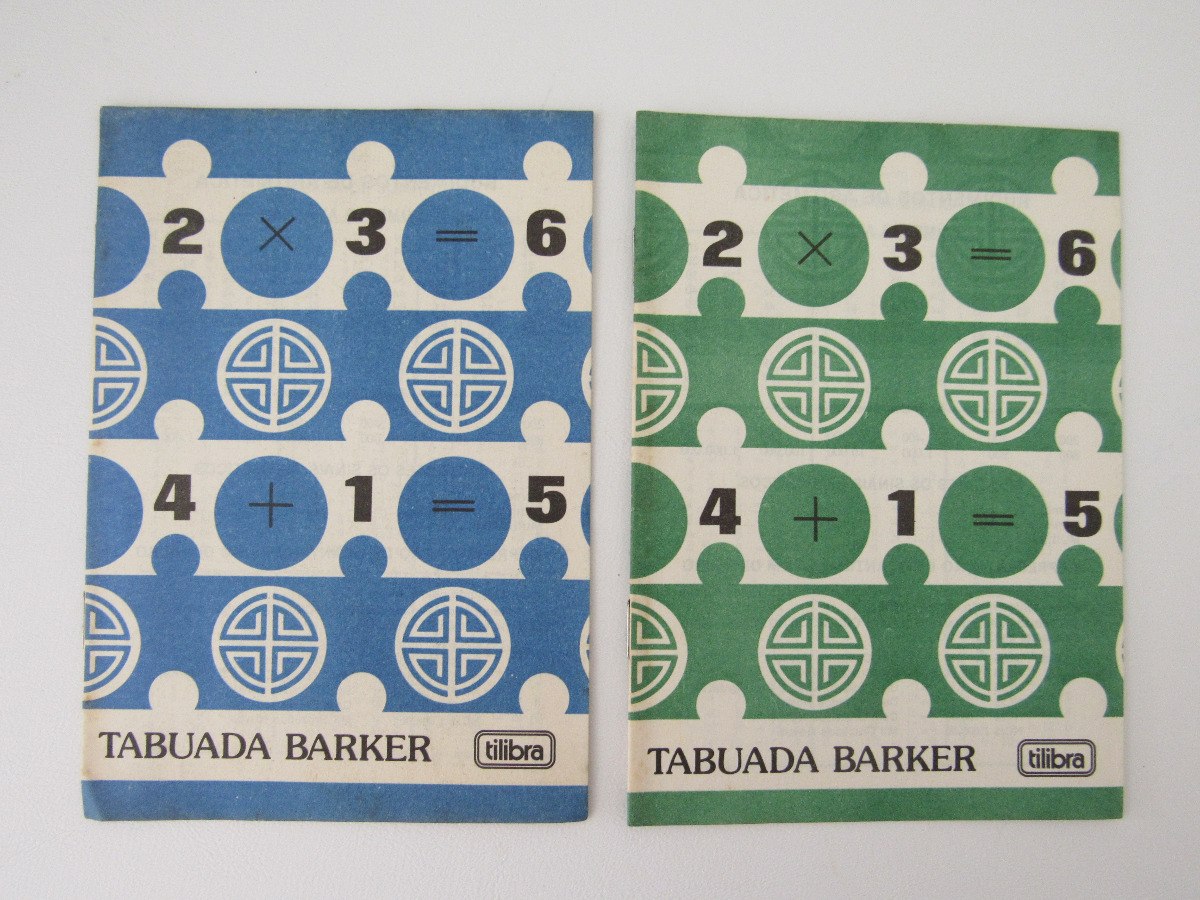 2 × 3 = 6
4 + 1 = 5
TABUADA BARKER tilibra
2 × 3 = 6
4 + 1 = 5
TABUADA BARKER tilibra